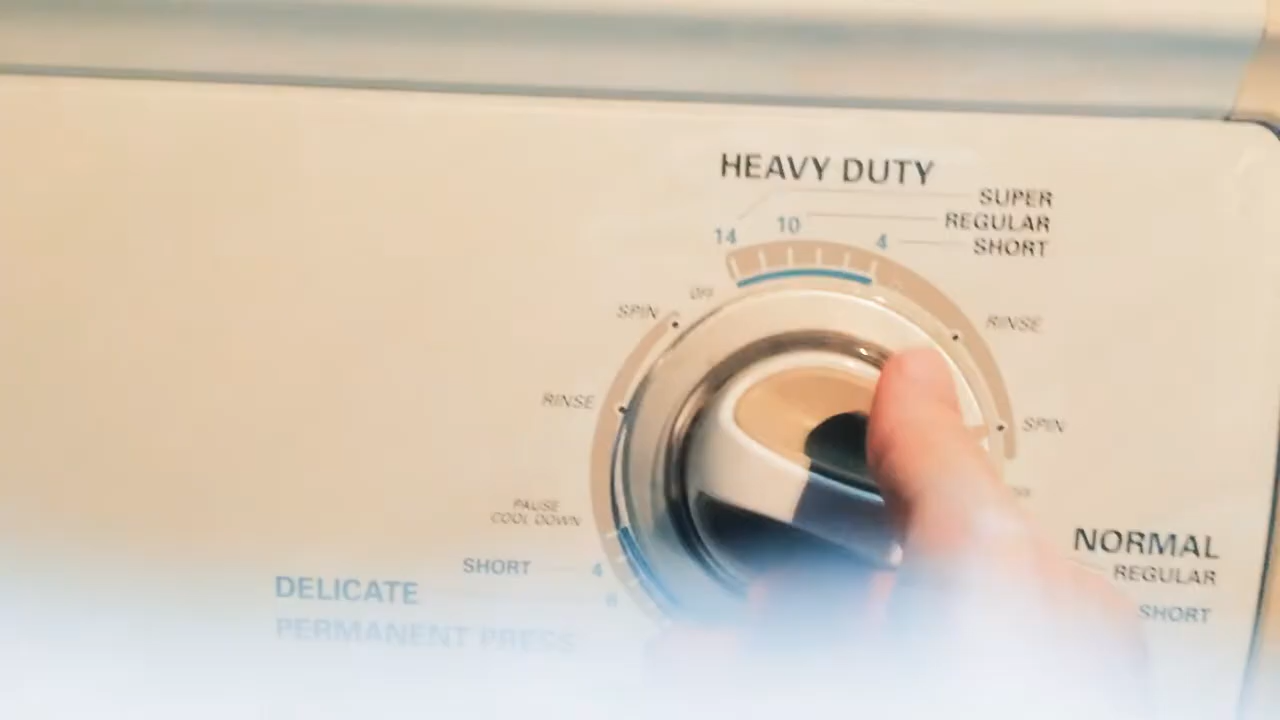 HEAVY DUTY
SUPER
10 REGULAR
14 4 SHORT
OFF
SPIN RINSE
RINSE SPIN
PAUSE
COOL DOWN
NORMAL
SHORT 4 REGULAR
DELICATE SHORT
PERMANENT PRESS